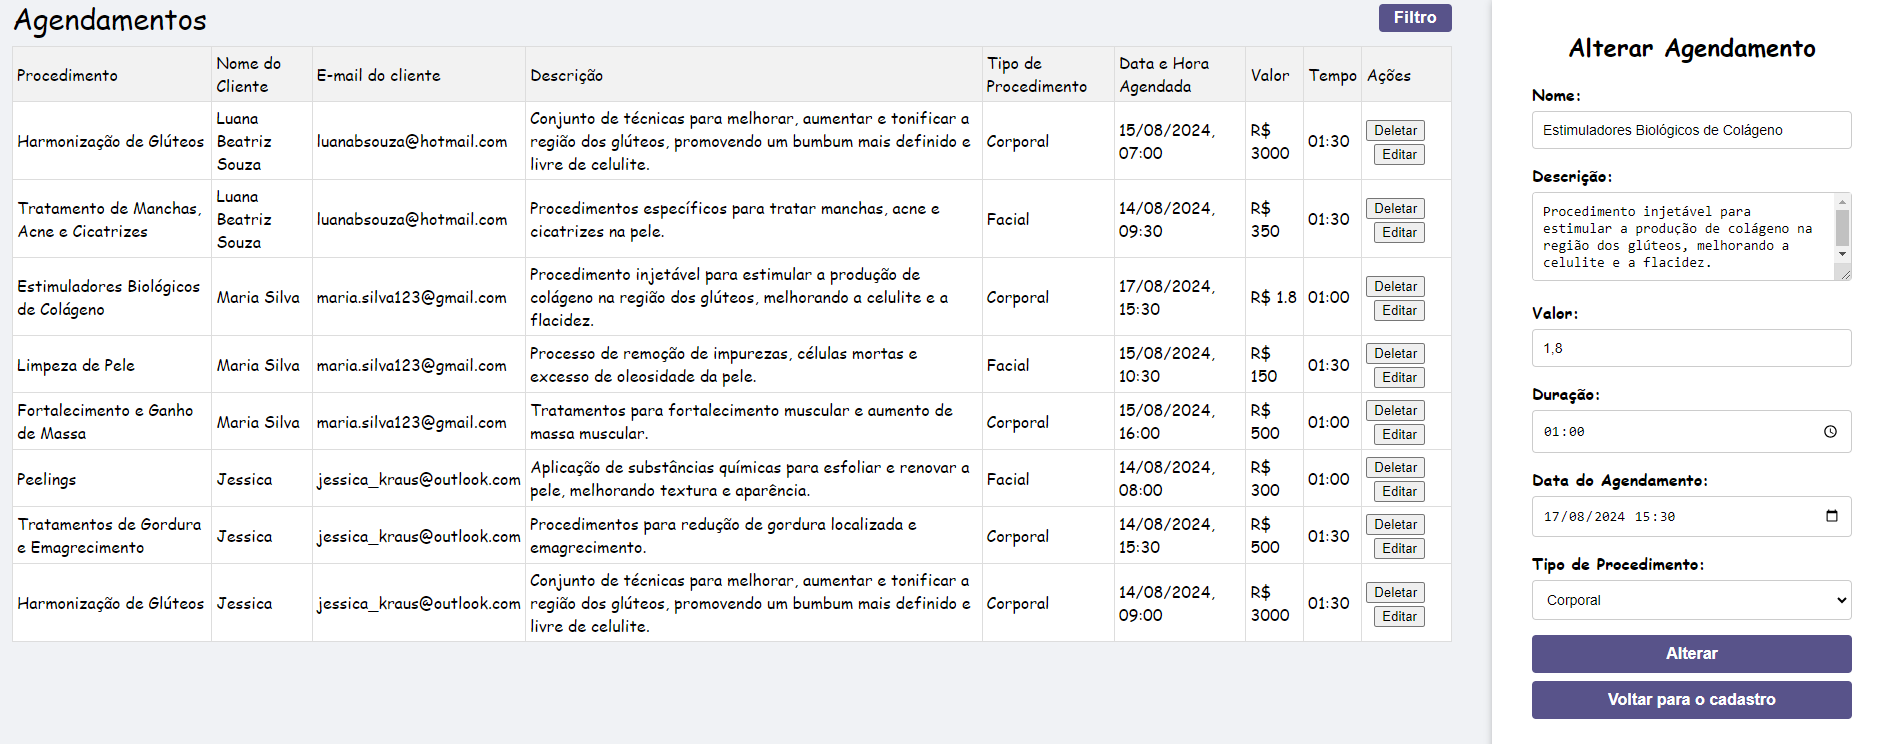 Agendamentos
Filtro
Procedimento
Nome do
Cliente
E-mail do cliente
Descrição
Tipo de
Procedimento
Data e Hora
Agendada
Valor
Tempo
Ações
Harmonização de Glúteos
Luana
Beatriz
Souza
luanabsouza@hotmail.com
Conjunto de técnicas para melhorar, aumentar e tonificar a
região dos glúteos, promovendo um bumbum mais definido e
livre de celulite.
Corporal
15/08/2024,
07:00
R$
3000
01:30
Deletar
Editar
Tratamento de Manchas,
Acne e Cicatrizes
Luana
Beatriz
Souza
luanabsouza@hotmail.com
Procedimentos específicos para tratar manchas, acne e
cicatrizes na pele.
Facial
14/08/2024,
09:30
R$
350
01:30
Deletar
Editar
Estimuladores Biológicos
de Colágeno
Maria Silva
maria.silva123@gmail.com
Procedimento injetável para estimular a produção de
colágeno na região dos glúteos, melhorando a celulite e a
flacidez.
Corporal
17/08/2024,
15:30
R$ 1.8
01:00
Deletar
Editar
Limpeza de Pele
Maria Silva
maria.silva123@gmail.com
Processo de remoção de impurezas, células mortas e
excesso de oleosidade da pele.
Facial
15/08/2024,
10:30
R$
150
01:30
Deletar
Editar
Fortalecimento e Ganho
de Massa
Maria Silva
maria.silva123@gmail.com
Tratamentos para fortalecimento muscular e aumento de
massa muscular.
Corporal
15/08/2024,
16:00
R$
500
01:00
Deletar
Editar
Peelings
Jessica
jessica_kraus@outlook.com
Aplicação de substâncias químicas para esfoliar e renovar a
pele, melhorando textura e aparência.
Facial
14/08/2024,
08:00
R$
300
01:00
Deletar
Editar
Tratamentos de Gordura
e Emagrecimento
Jessica
jessica_kraus@outlook.com
Procedimentos para redução de gordura localizada e
emagrecimento.
Corporal
14/08/2024,
15:30
R$
500
01:30
Deletar
Editar
Harmonização de Glúteos
Jessica
jessica_kraus@outlook.com
Conjunto de técnicas para melhorar, aumentar e tonificar a
região dos glúteos, promovendo um bumbum mais definido e
livre de celulite.
Corporal
14/08/2024,
09:00
R$
3000
01:30
Deletar
Editar
Alterar Agendamento
Nome:
Estimuladores Biológicos de Colágeno
Descrição:
Procedimento injetável para
estimular a produção de colágeno na
região dos glúteos, melhorando a
celulite e a flacidez.
Valor:
1,8
Duração:
01:00
Data do Agendamento:
17/08/2024 15:30
Tipo de Procedimento:
Corporal
Alterar
Voltar para o cadastro